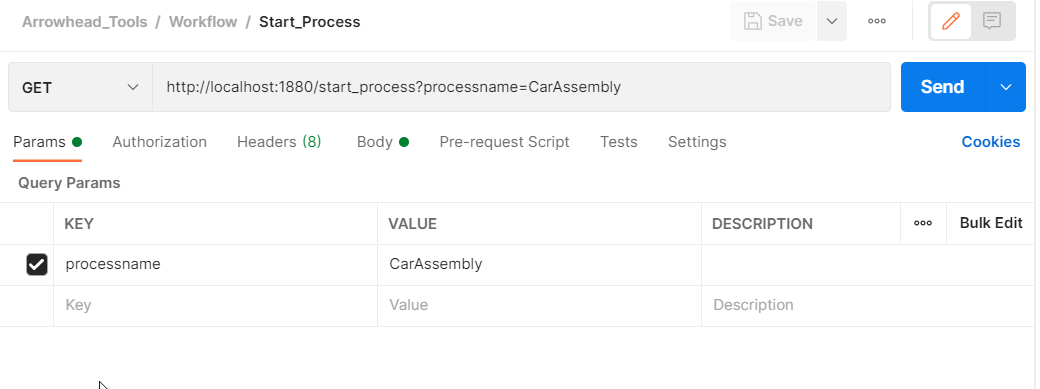 Arrowhead_Tools / Workflow / Start_Process
Save
GET
http://localhost:1880/start_process?processname=CarAssembly
Send
Params Authorization Headers (8) Body Pre-request Script Tests Settings Cookies
Query Params
KEY VALUE DESCRIPTION Bulk Edit
processname CarAssembly
Key Value Description